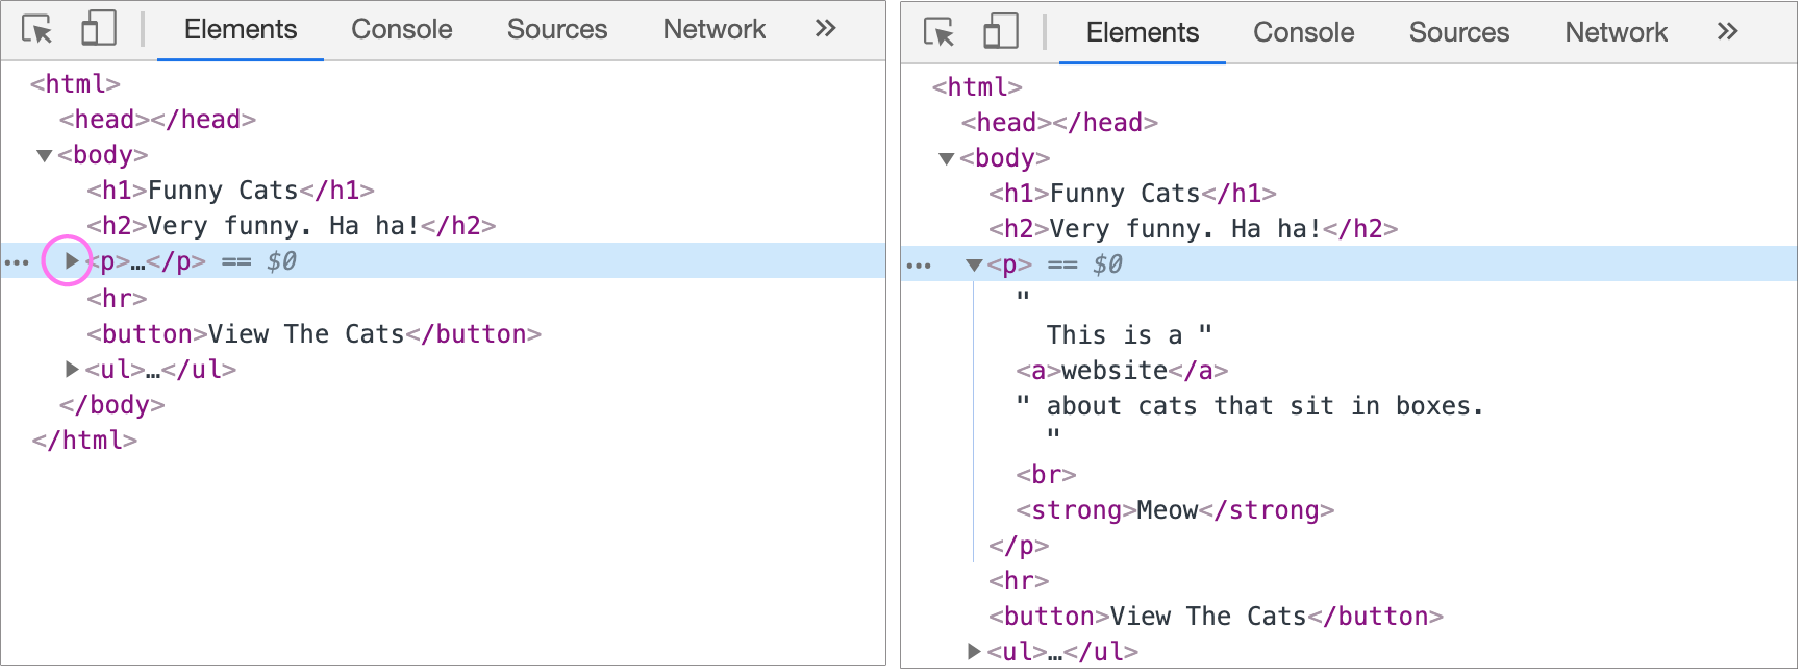 Elements Console Sources Network »
<html>
<head></head>
▼<body>
<h1>Funny Cats</h1>
<h2>Very funny. Ha ha!</h2>
… ▶<p>…</p> == $0
<hr>
<button>View The Cats</button>
▶<ul>…</ul>
</body>
</html>
Elements Console Sources Network »
<html>
<head></head>
▼<body>
<h1>Funny Cats</h1>
<h2>Very funny. Ha ha!</h2>
… ▼<p> == $0
"
This is a "
<a>website</a>
" about cats that sit in boxes.
"
<br>
<strong>Meow</strong>
</p>
<hr>
<button>View The Cats</button>
▶<ul>…</ul>